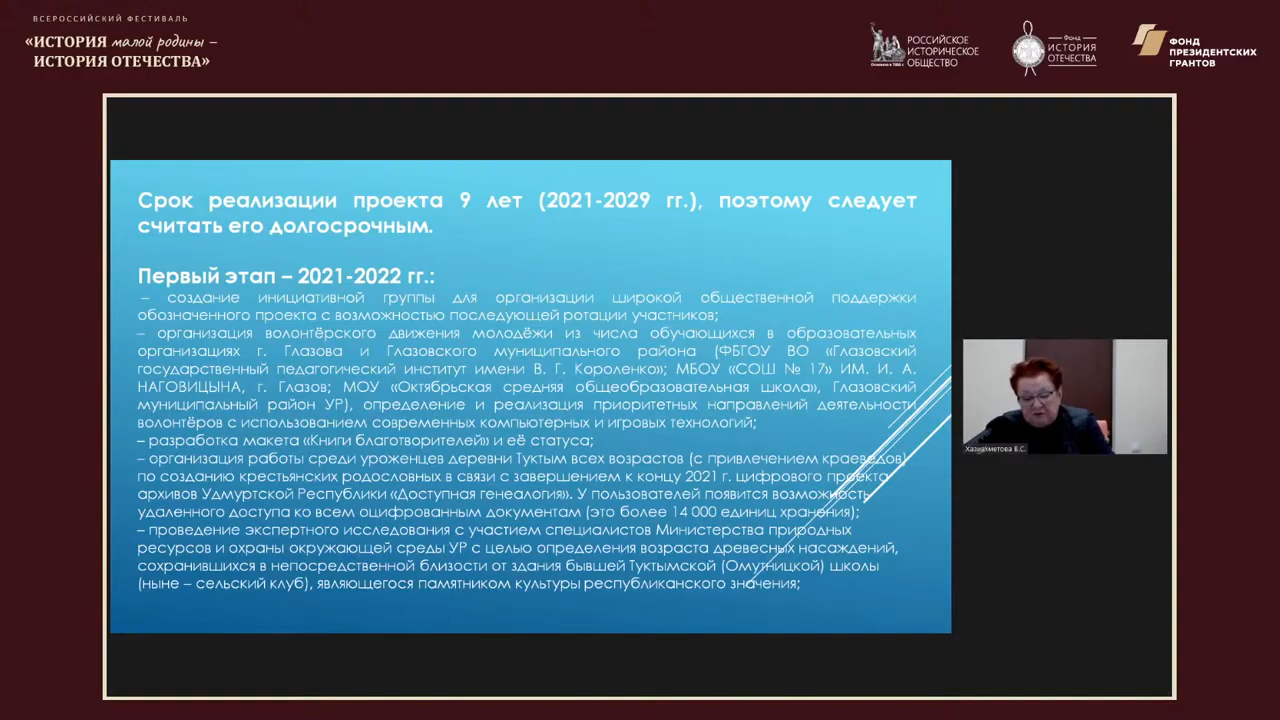 ВСЕРОССИЙСКИЙ ФЕСТИВАЛЬ
«ИСТОРИЯ малой родины –
ИСТОРИЯ ОТЕЧЕСТВА»
РОССИЙСКОЕ
ИСТОРИЧЕСКОЕ
ОБЩЕСТВО
Основано в 1866 г.
Фонд
ИСТОРИЯ
ОТЕЧЕСТВА
ФОНД
ПРЕЗИДЕНТСКИХ
ГРАНТОВ
Срок реализации проекта 9 лет (2021-2029 гг.), поэтому следует
считать его долгосрочным.
Первый этап – 2021-2022 гг.:
– создание инициативной группы для организации широкой общественной поддержки
обозначенного проекта с возможностью последующей ротации участников;
– организация волонтёрского движения молодёжи из числа обучающихся в образовательных
организациях г. Глазова и Глазовского муниципального района (ФБГОУ ВО «Глазовский
государственный педагогический институт имени В. Г. Короленко»; МБОУ «СОШ № 17» ИМ. И. А.
НАГОВИЦЫНА, г. Глазов; МОУ «Октябрьская средняя общеобразовательная школа», Глазовский
муниципальный район УР), определение и реализация приоритетных направлений деятельности
волонтёров с использованием современных компьютерных и игровых технологий;
– разработка макета «Книги благотворителей» и её статуса;
– организация работы среди уроженцев деревни Туктым всех возрастов (с привлечением краеведов)
по созданию крестьянских родословных в связи с завершением к концу 2021 г. цифрового проекта
архивов Удмуртской Республики «Доступная генеалогия». У пользователей появится возможность
удаленного доступа ко всем оцифрованным документам (это более 14 000 единиц хранения);
– проведение экспертного исследования с участием специалистов Министерства природных
ресурсов и охраны окружающей среды УР с целью определения возраста древесных насаждений,
сохранившихся в непосредственной близости от здания бывшей Туктымской (Омутницкой) школы
(ныне – сельский клуб), являющегося памятником культуры республиканского значения;
Хазиахметова В.С.